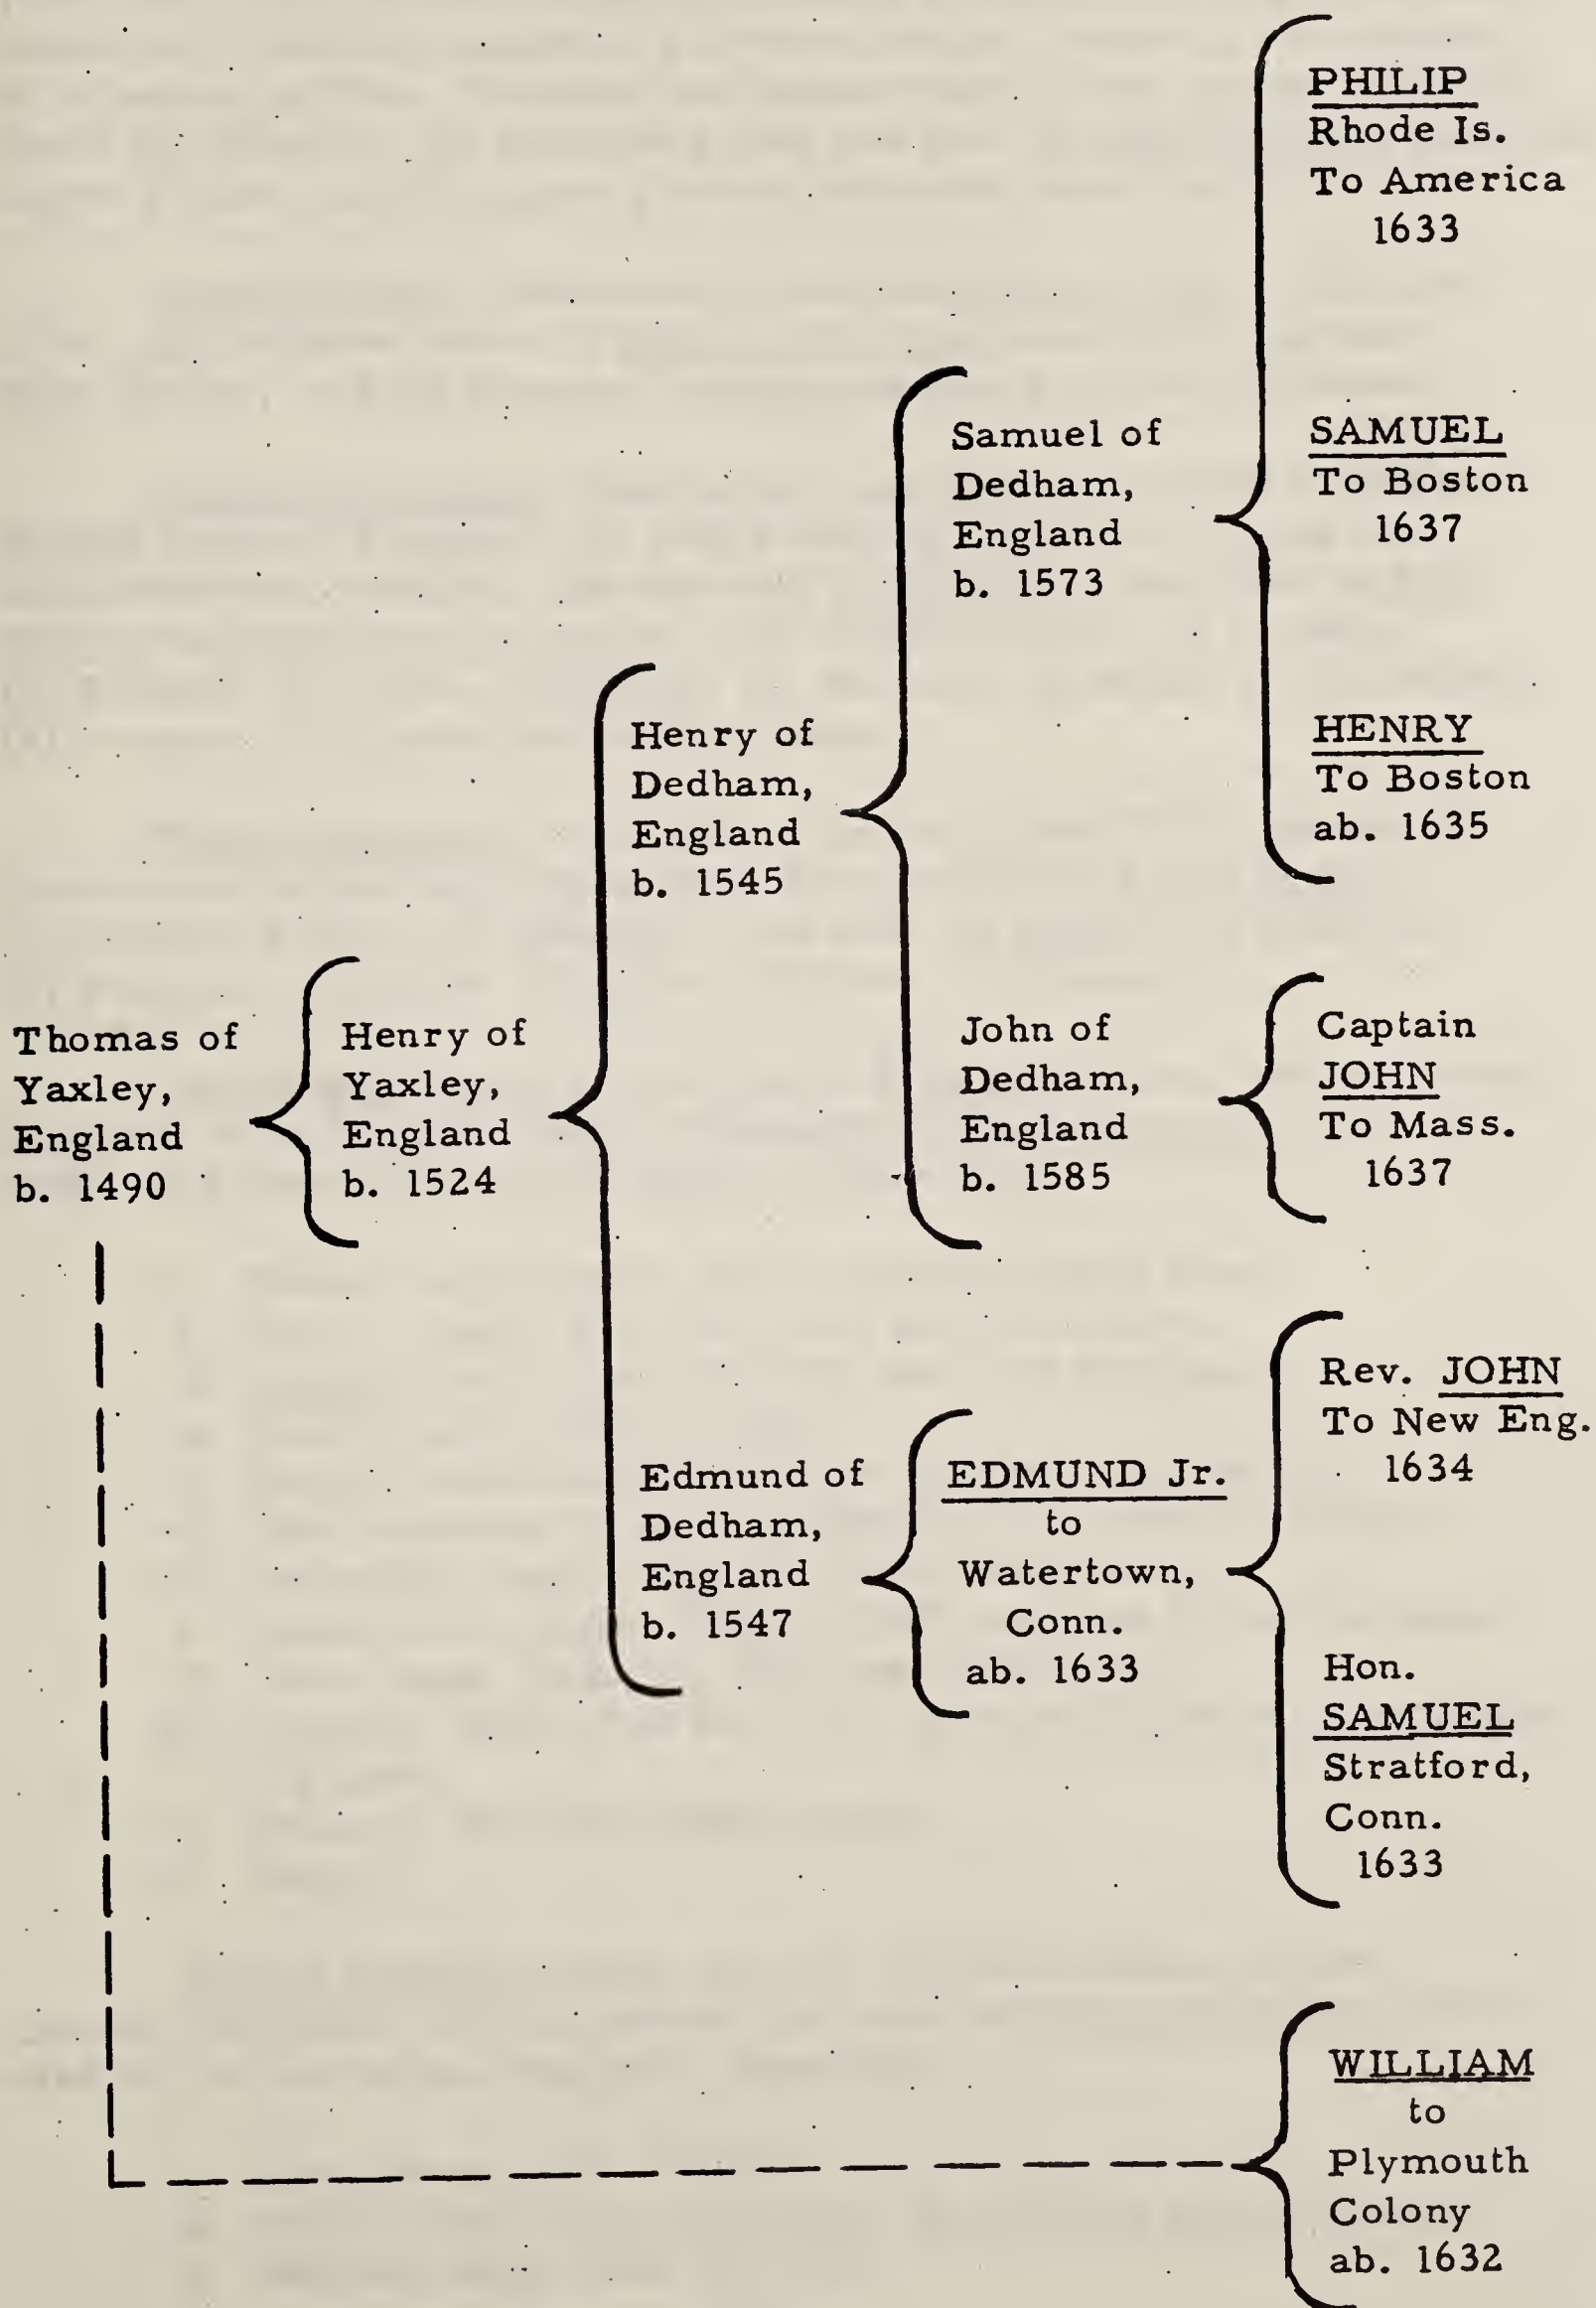 Thomas of
Yaxley,
England
b. 1490
Henry of
Yaxley,
England
b. 1524
Henry of
Dedham,
England
b. 1545
Samuel of
Dedham,
England
b. 1573
PHILIP
Rhode Is.
To America
1633
SAMUEL
To Boston
1637
HENRY
To Boston
ab. 1635
John of
Dedham,
England
b. 1585
Captain
JOHN
To Mass.
1637
Edmund of
Dedham,
England
b. 1547
EDMUND Jr.
to
Watertown,
Conn.
ab. 1633
Rev. JOHN
To New Eng.
1634
Hon.
SAMUEL
Stratford,
Conn.
1633
WILLIAM
to
Plymouth
Colony
ab. 1632